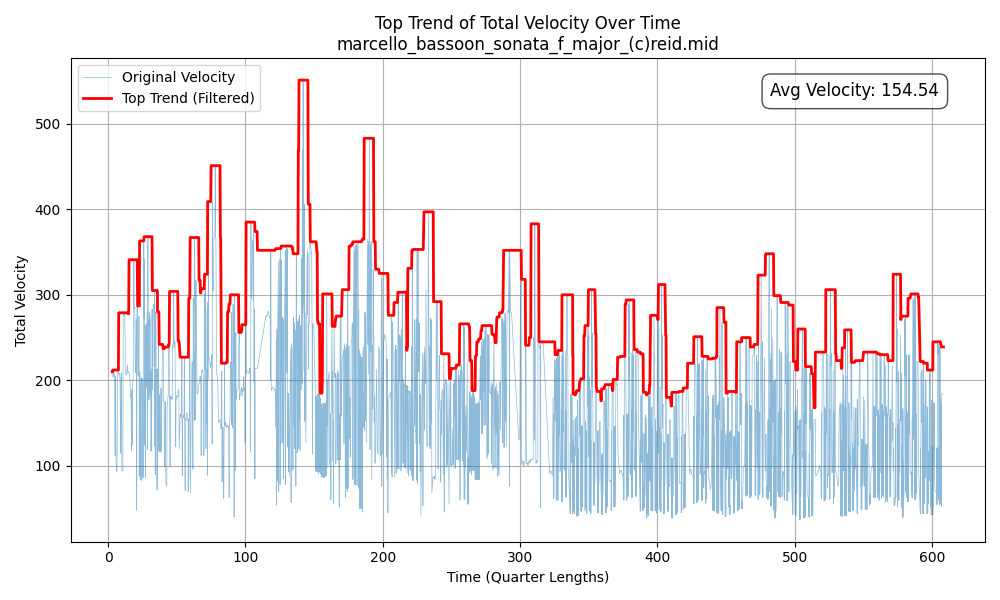 Top Trend of Total Velocity Over Time
marcello_bassoon_sonata_f_major_(c)reid.mid
Original Velocity
Top Trend (Filtered)
Avg Velocity: 154.54
Total Velocity
500
400
300
200
100
0 100 200 300 400 500 600
Time (Quarter Lengths)